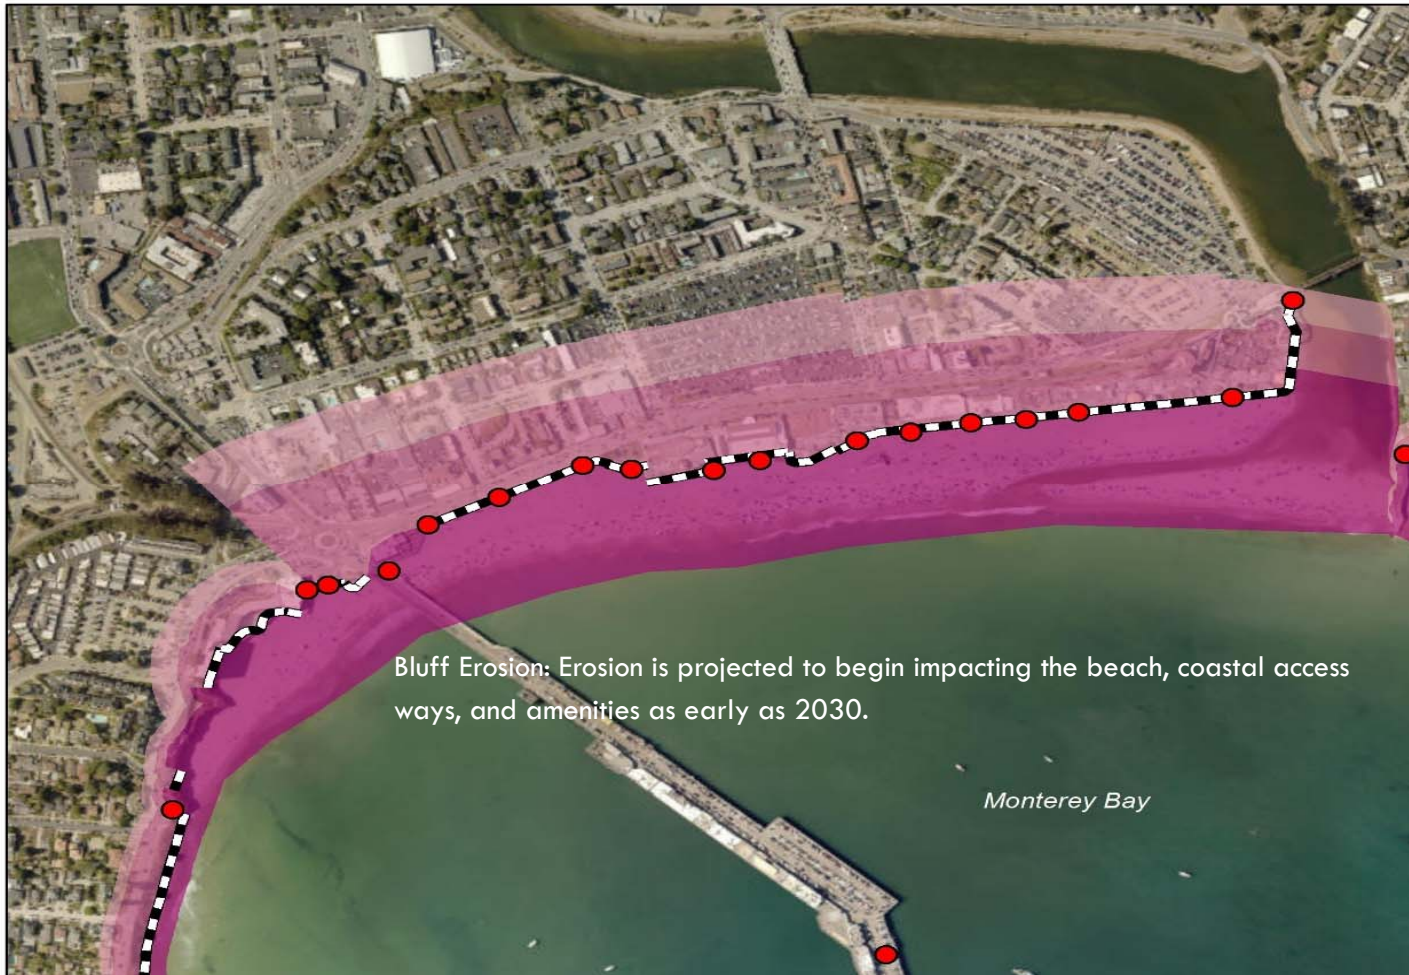 Bluff Erosion: Erosion is projected to begin impacting the beach, coastal access
ways, and amenities as early as 2030.
Monterey Bay